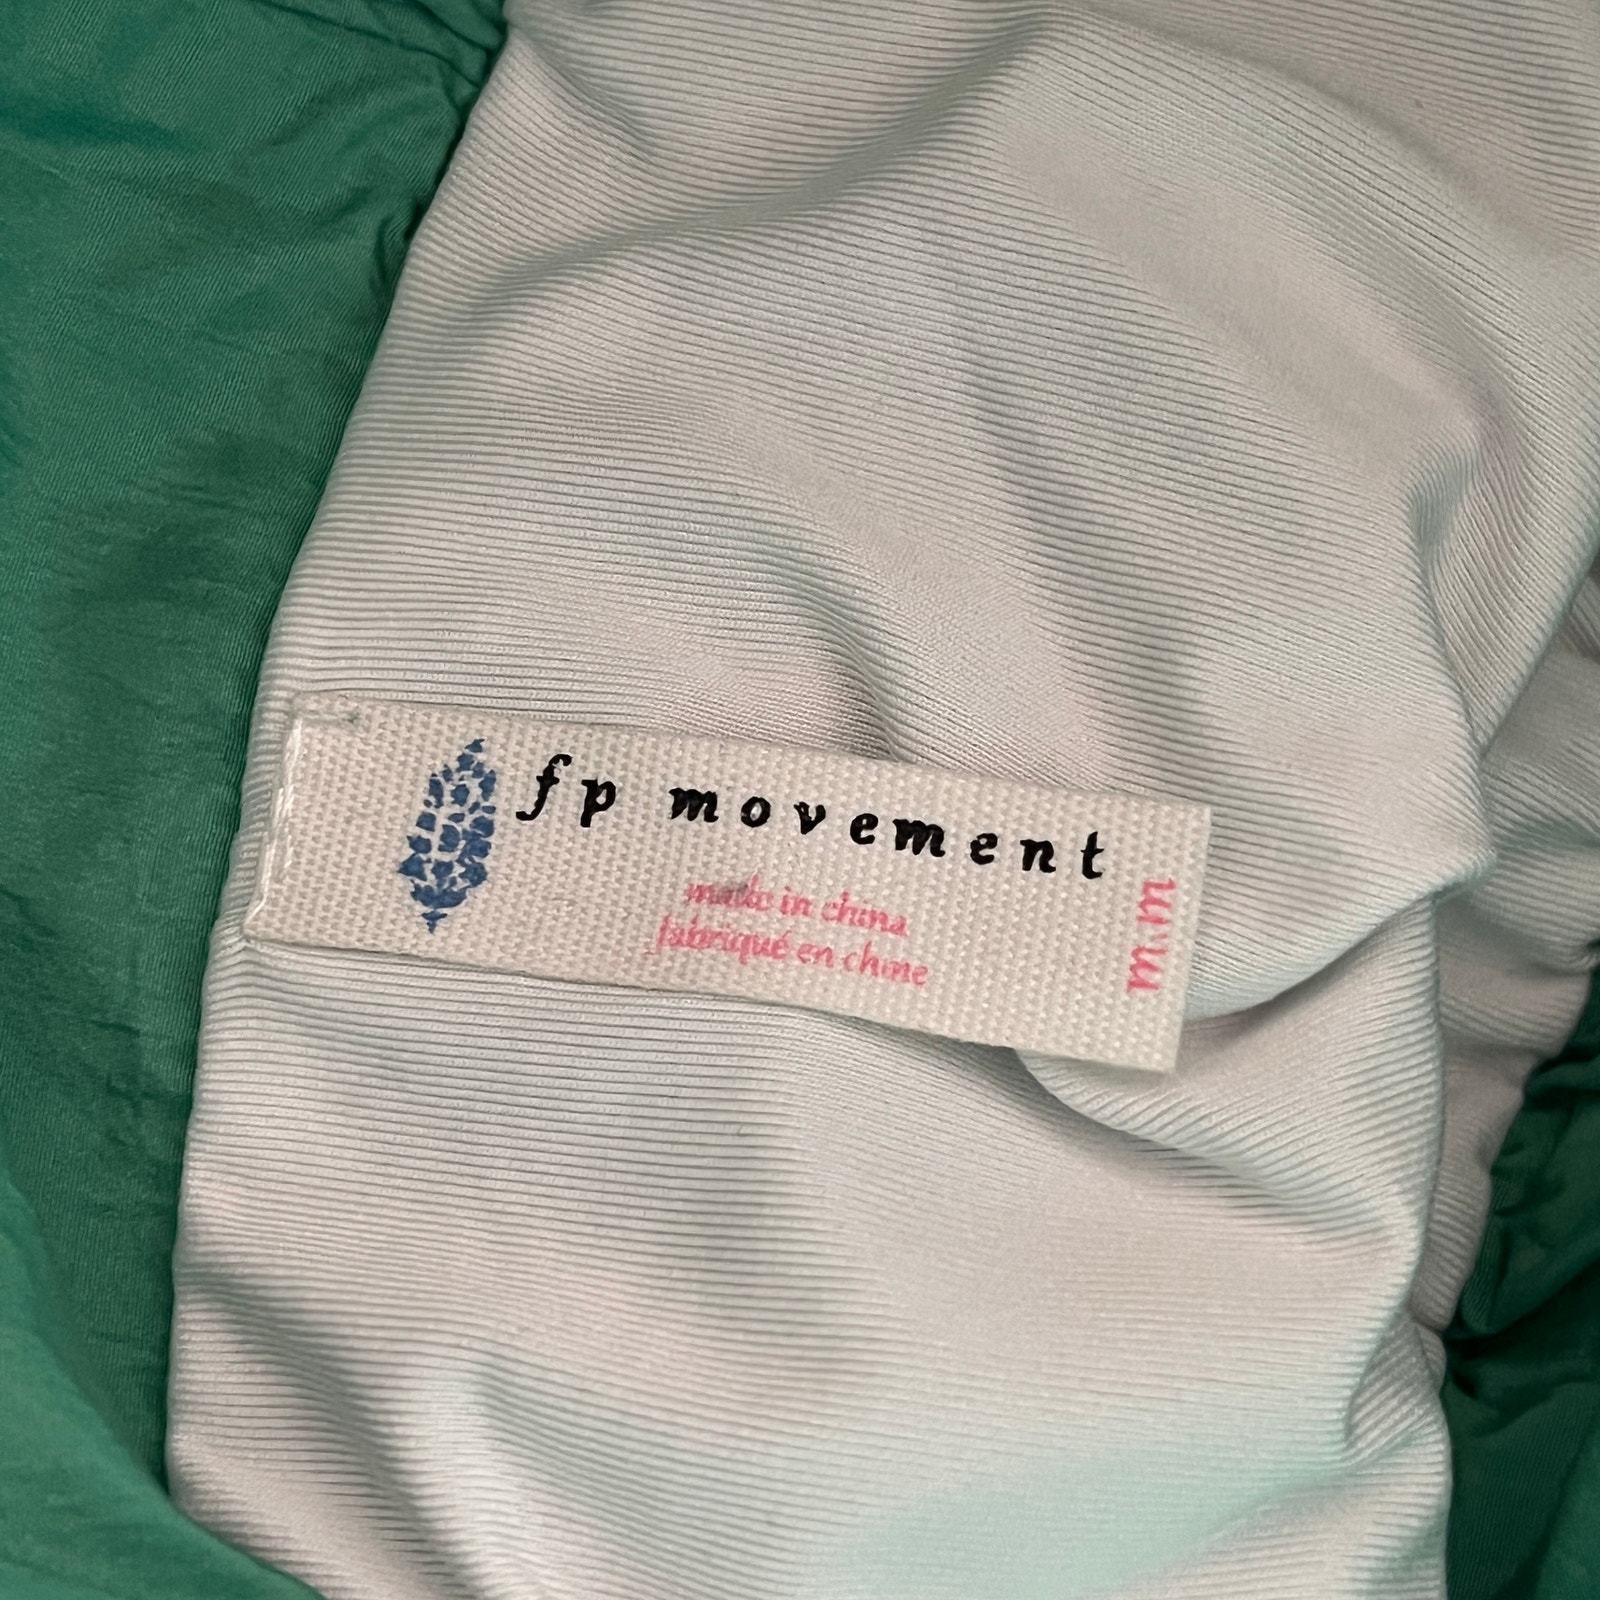 fp movement
made in china
fabriqué en chine
m/m